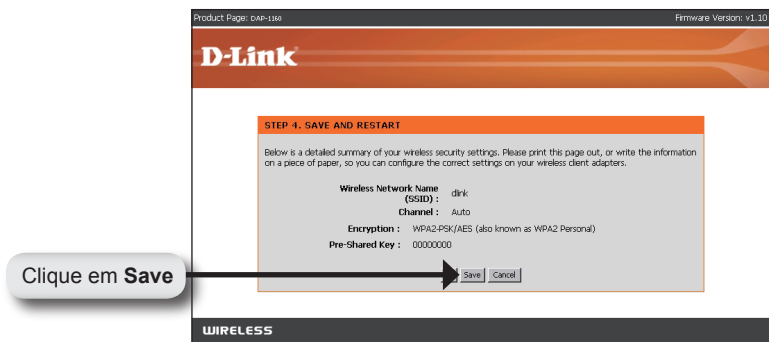 Product Page: DAP-1160 Firmware Version: v1.10
D-Link
STEP 4. SAVE AND RESTART
Below is a detailed summary of your wireless security settings. Please print this page out, or write the information
on a piece of paper, so you can configure the correct settings on your wireless client adapters.
Wireless Network Name
(SSID) : dlink
Channel : Auto
Encryption : WPA2-PSK/AES (also known as WPA2 Personal)
Pre-Shared Key : 00000000
Clique em Save
Save Cancel
WIRELESS